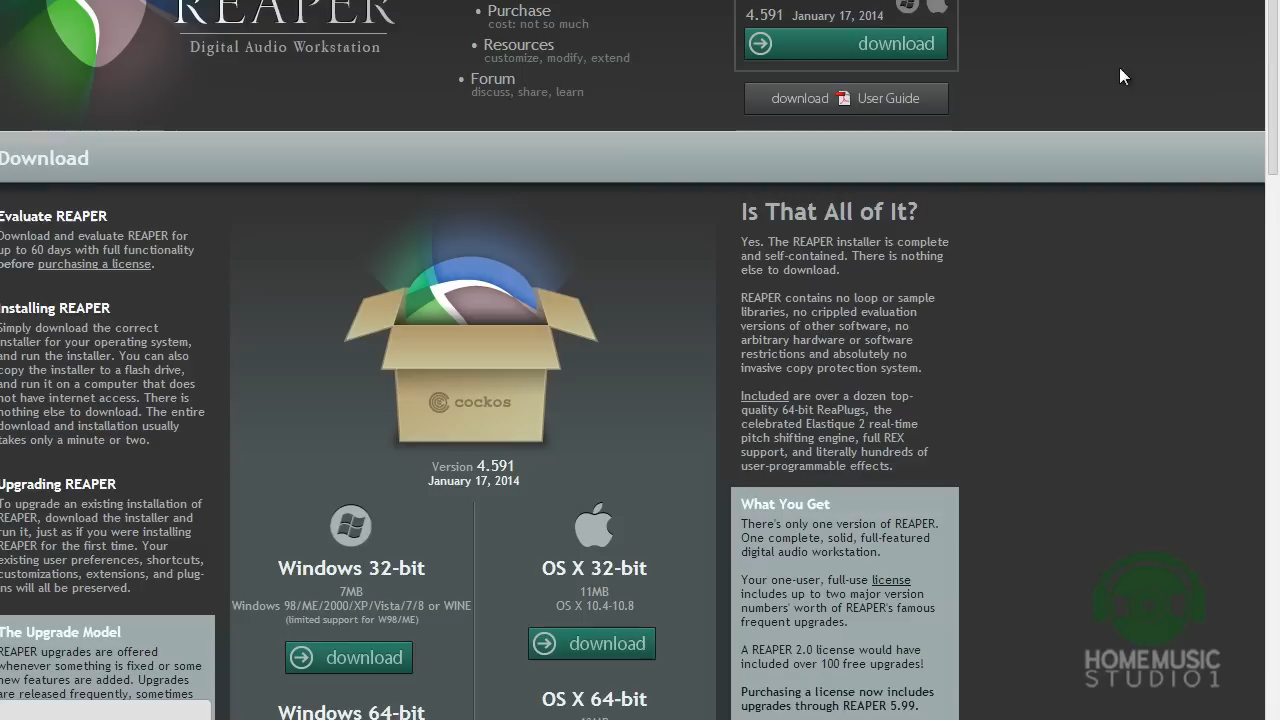 REAPER
Digital Audio Workstation
• Purchase
cost: not so much
• Resources
customize, modify, extend
• Forum
discuss, share, learn
4.591 January 17, 2014
download
download User Guide
Download
Evaluate REAPER
Download and evaluate REAPER for
up to 60 days with full functionality
before purchasing a license.
Installing REAPER
Simply download the correct
installer for your operating system,
and run the installer. You can also
copy the installer to a flash drive,
and run it on a computer that does
not have internet access. There is
nothing else to download. The entire
download and installation usually
takes only a minute or two.
Upgrading REAPER
To upgrade an existing installation of
REAPER, download the installer and
run it, just as if you were installing
REAPER for the first time. Your
existing user preferences, shortcuts,
customizations, extensions, and plug-
ins will all be preserved.
The Upgrade Model
REAPER upgrades are offered
whenever something is fixed or some
new features are added. Upgrades
are released frequently, sometimes
cockos
Version 4.591
January 17, 2014
Windows 32-bit
7MB
Windows 98/ME/2000/XP/Vista/7/8 or WINE
(limited support for W98/ME)
download
Windows 64-bit
OS X 32-bit
11MB
OS X 10.4-10.8
download
OS X 64-bit
Is That All of It?
Yes. The REAPER installer is complete
and self-contained. There is nothing
else to download.
REAPER contains no loop or sample
libraries, no crippled evaluation
versions of other software, no
arbitrary hardware or software
restrictions and absolutely no
invasive copy protection system.
Included are over a dozen top-
quality 64-bit ReaPlugs, the
celebrated Elastique 2 real-time
pitch shifting engine, full REX
support, and literally hundreds of
user-programmable effects.
What You Get
There's only one version of REAPER.
One complete, solid, full-featured
digital audio workstation.
Your one-user, full-use license
includes up to two major version
numbers' worth of REAPER's famous
frequent upgrades.
A REAPER 2.0 license would have
included over 100 free upgrades!
Purchasing a license now includes
upgrades through REAPER 5.99.
HOMEMUSIC
STUDIO1